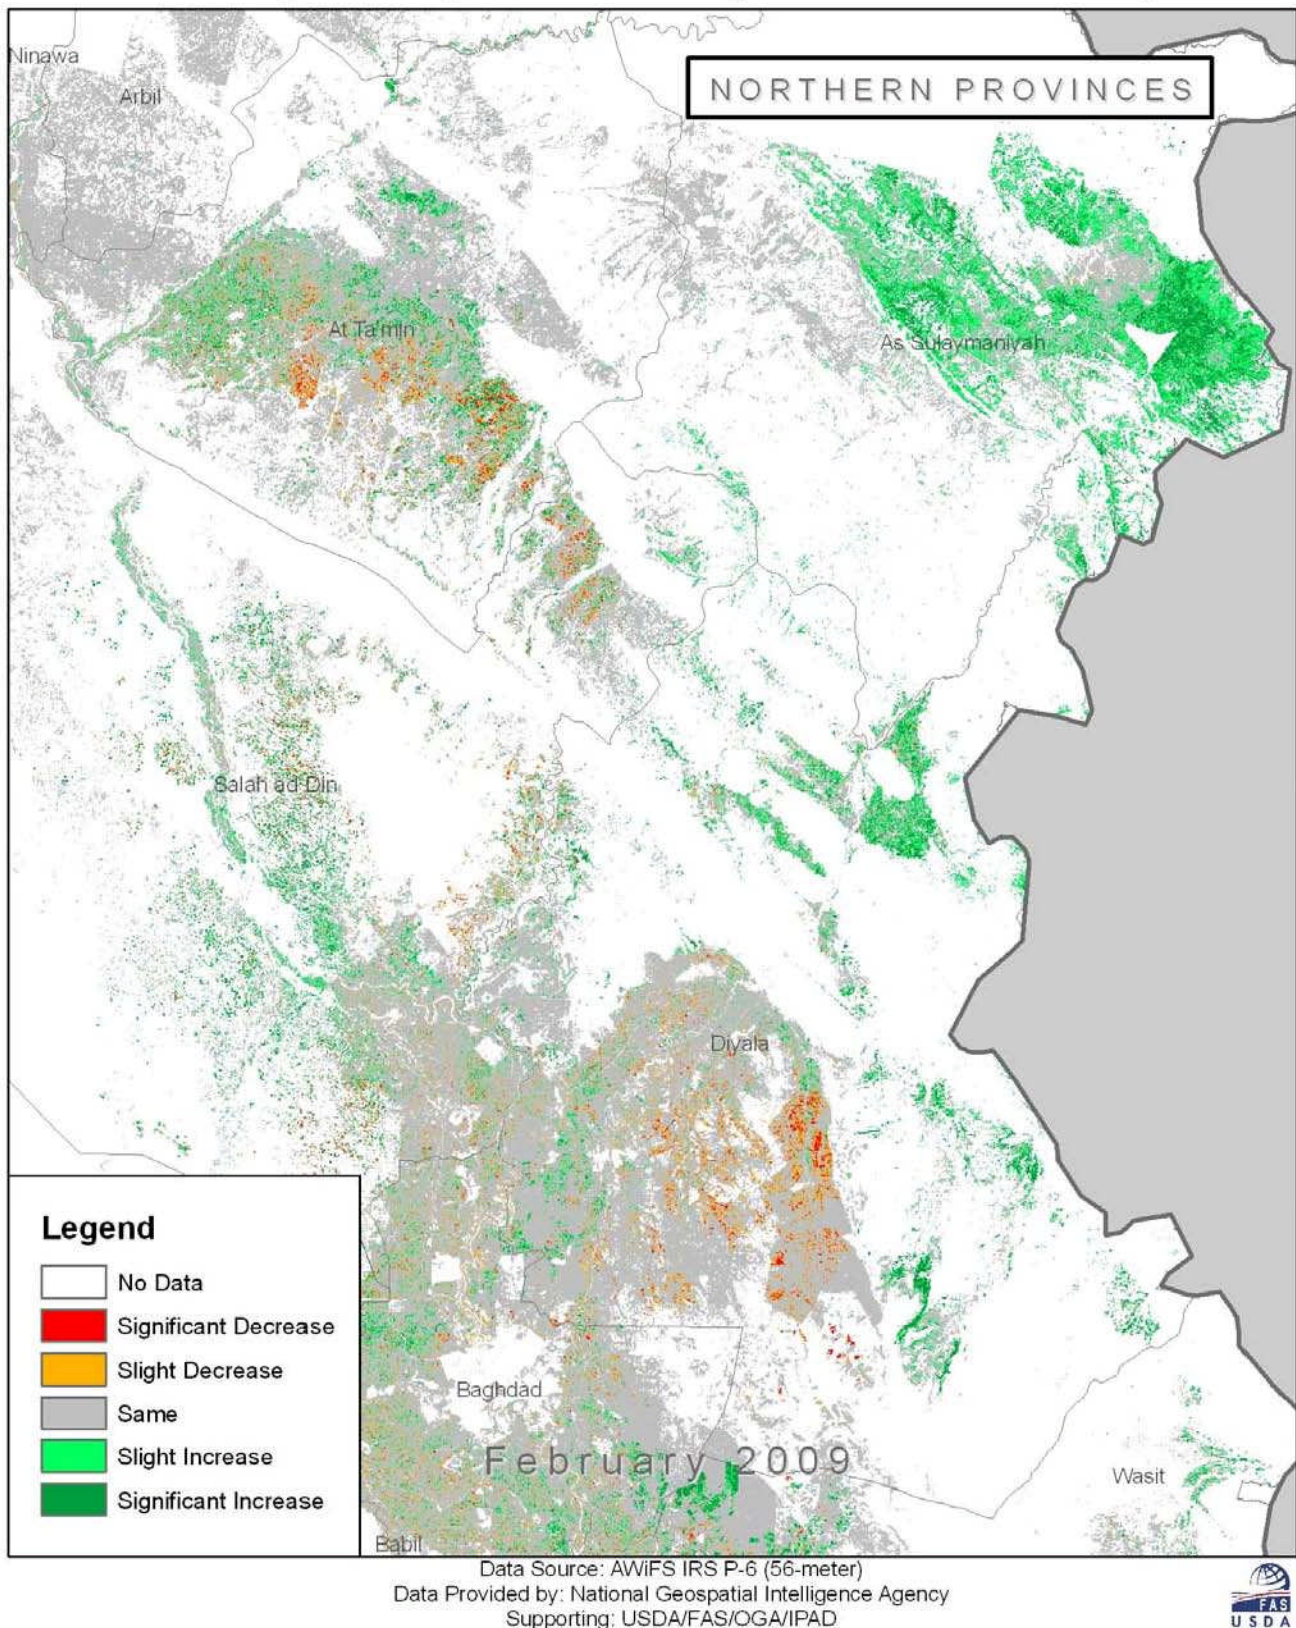 NORTHERN PROVINCES
Ninawa
Arbil
At Ta'min
As Sulaymaniyah
Salah ad Din
Diyala
Legend
No Data
Significant Decrease
Slight Decrease
Same
Slight Increase
Significant Increase
Baghdad
February 2009
Wasit
Babil
Data Source: AWiFS IRS P-6 (56-meter)
Data Provided by: National Geospatial Intelligence Agency
Supporting: USDA/FAS/OGA/IPAD
FAS
USDA